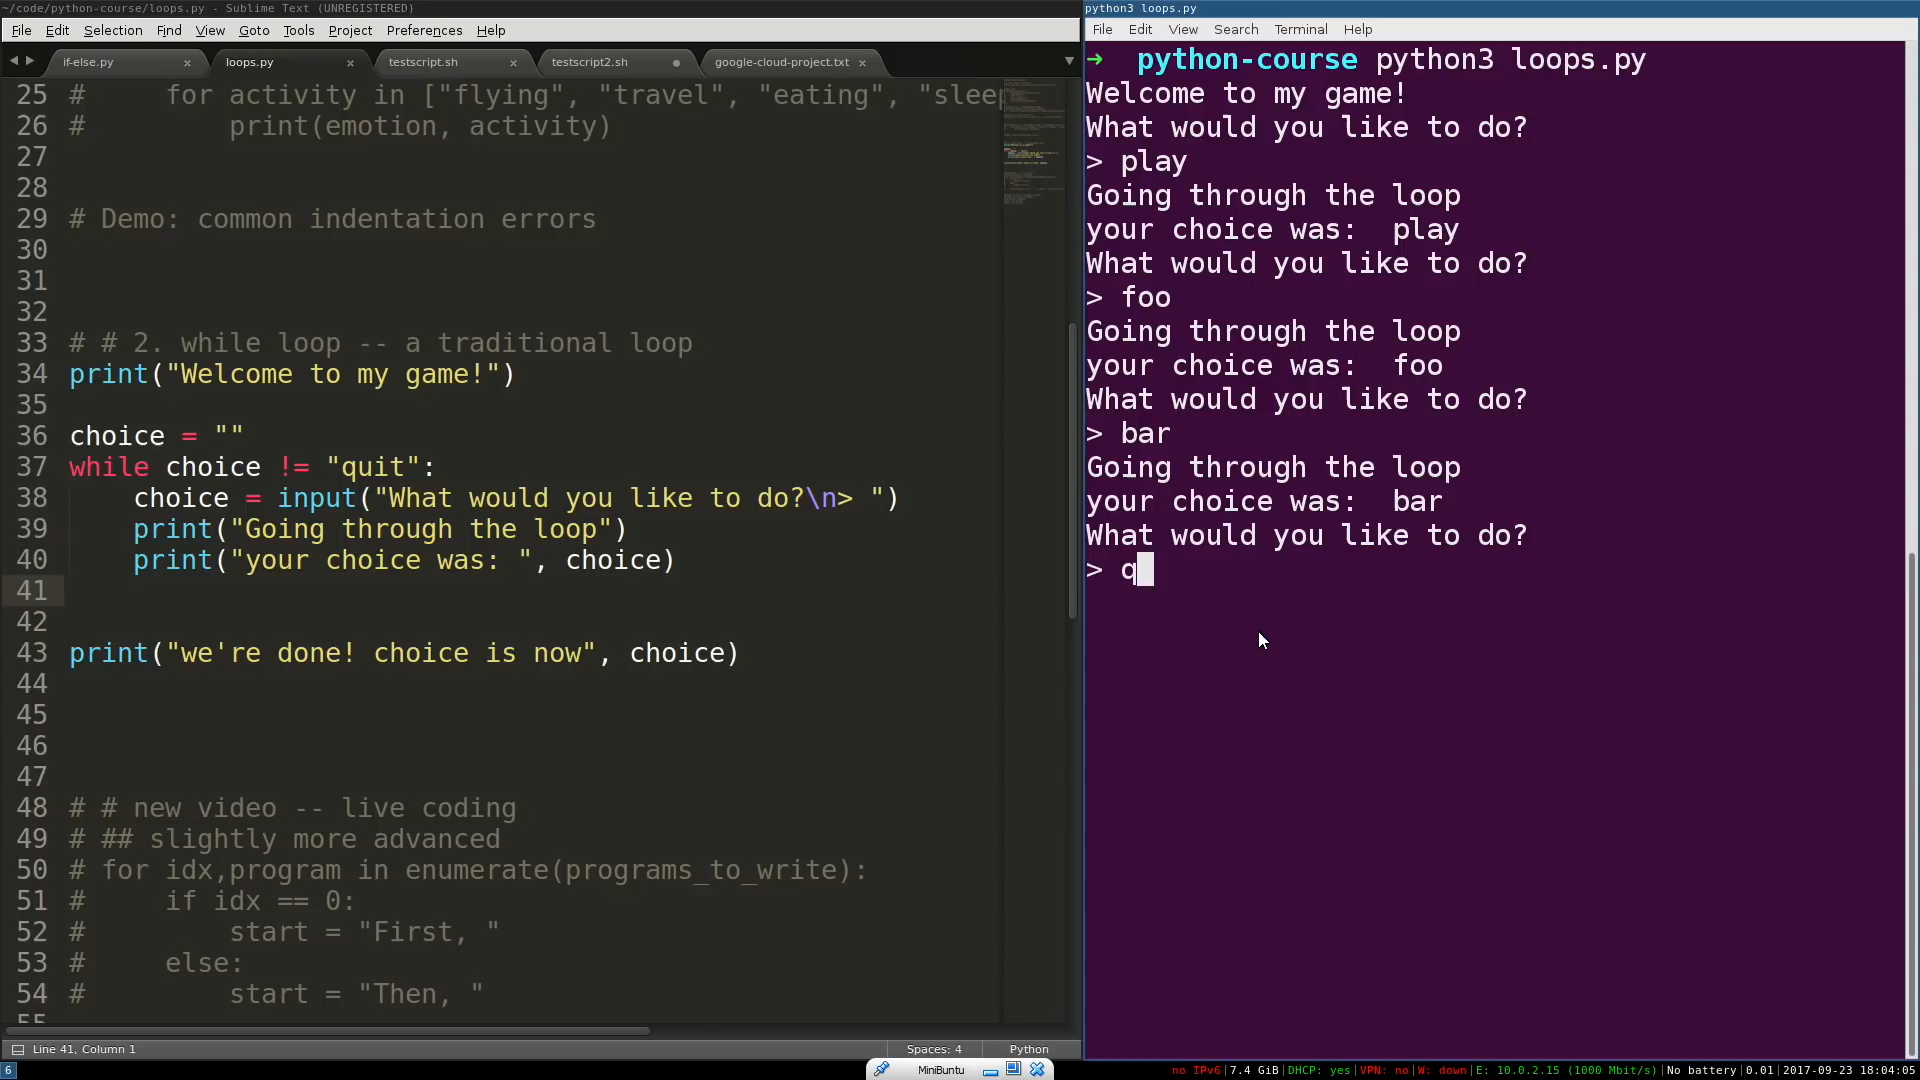 ~/code/python-course/loops.py - Sublime Text (UNREGISTERED)
File Edit Selection Find View Goto Tools Project Preferences Help
if-else.py loops.py testscript.sh testscript2.sh google-cloud-project.txt
25 #     for activity in ["flying", "travel", "eating", "sleep
26 #         print(emotion, activity)
27
28
29 # Demo: common indentation errors
30
31
32
33 # # 2. while loop -- a traditional loop
34 print("Welcome to my game!")
35
36 choice = ""
37 while choice != "quit":
38     choice = input("What would you like to do?\n> ")
39     print("Going through the loop")
40     print("your choice was: ", choice)
41
42
43 print("we're done! choice is now", choice)
44
45
46
47
48 # # new video -- live coding
49 # ## slightly more advanced
50 # for idx,program in enumerate(programs_to_write):
51 #     if idx == 0:
52 #         start = "First, "
53 #     else:
54 #         start = "Then, "
55
Line 41, Column 1 Spaces: 4 Python
python3 loops.py
File Edit View Search Terminal Help
→ python-course python3 loops.py
Welcome to my game!
What would you like to do?
> play
Going through the loop
your choice was:  play
What would you like to do?
> foo
Going through the loop
your choice was:  foo
What would you like to do?
> bar
Going through the loop
your choice was:  bar
What would you like to do?
> q
6 MiniBuntu no IPv6|7.4 GiB|DHCP: yes|VPN: no|W: down|E: 10.0.2.15 (1000 Mbit/s)|No battery|0.01|2017-09-23 18:04:05